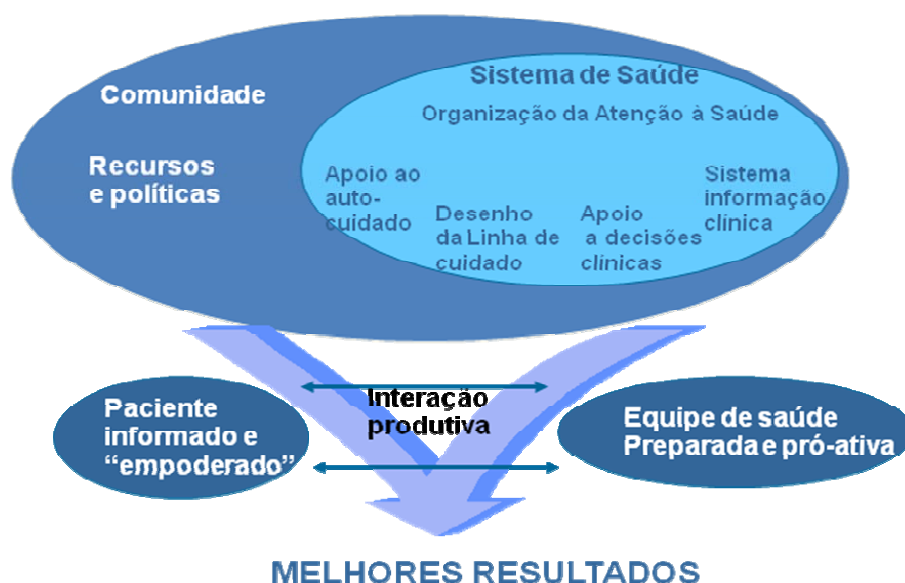 Sistema de Saúde
Comunidade
Organização da Atenção à Saúde
Recursos
e políticas
Apoio ao
auto-
cuidado
Desenho
da Linha de
cuidado
Apoio
a decisões
clínicas
Sistema
informação
clínica
Paciente
informado e
“empoderado”
Interação
produtiva
Equipe de saúde
Preparada e pró-ativa
MELHORES RESULTADOS